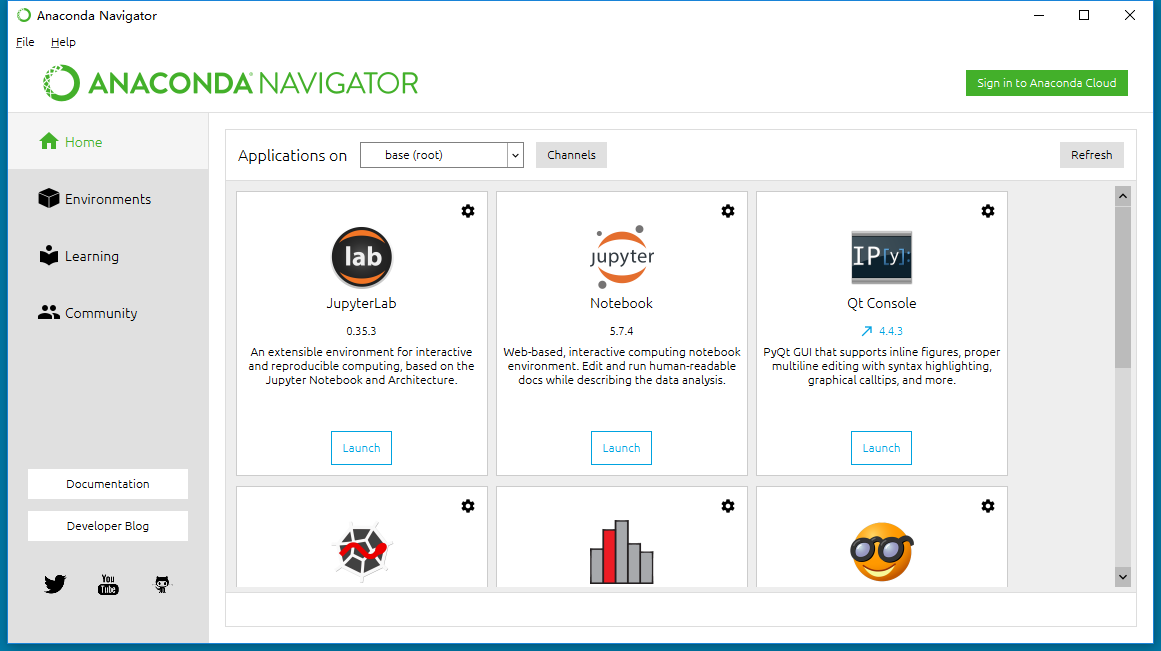 Anaconda Navigator
File Help
ANACONDA NAVIGATOR
Sign in to Anaconda Cloud
Home
Environments
Learning
Community
Documentation
Developer Blog
You
Tube
Applications on base (root) Channels Refresh
lab
JupyterLab
0.35.3
An extensible environment for interactive
and reproducible computing, based on the
Jupyter Notebook and Architecture.
Launch
jupyter
Notebook
5.7.4
Web-based, interactive computing notebook
environment. Edit and run human-readable
docs while describing the data analysis.
Launch
IP[y]:
Qt Console
4.4.3
PyQt GUI that supports inline figures, proper
multiline editing with syntax highlighting,
graphical calltips, and more.
Launch